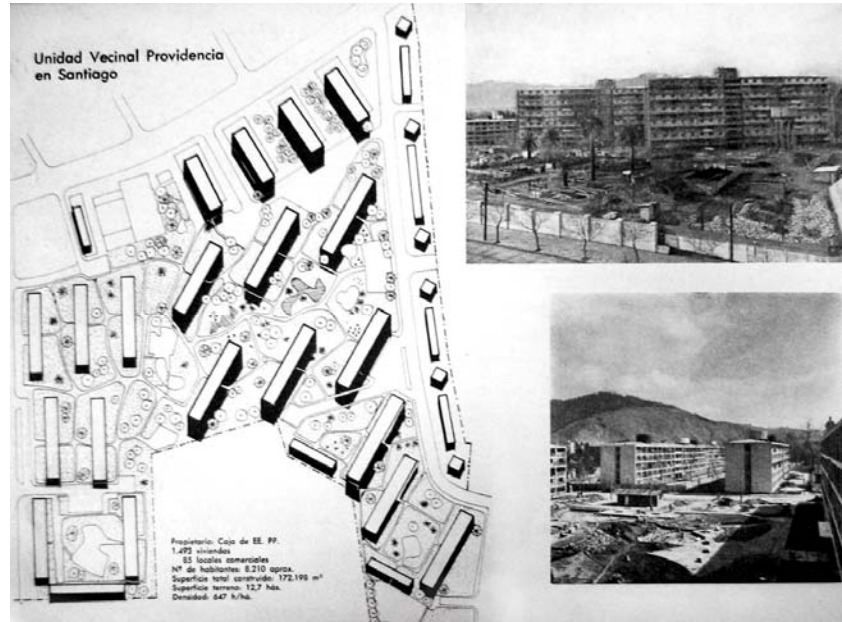 Unidad Vecinal Providencia
en Santiago
Propietario: Caja de EE. PP.
1.493 viviendas
85 locales comerciales
Nº de habitantes: 8.210 aprox.
Superficie total construida: 172.198 m²
Superficie terreno: 12,7 hás.
Densidad: 647 h/há.